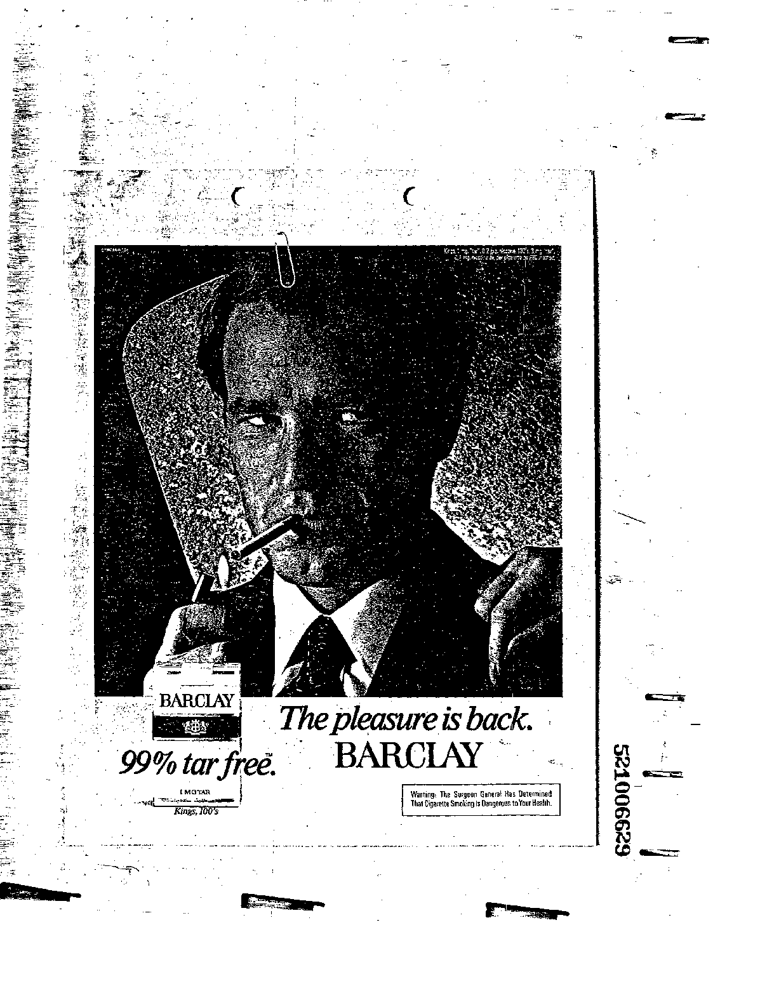 BARCLAY
99% tar free.
1 MG TAR
Kings, 100's
The pleasure is back.
BARCLAY
Warning: The Surgeon General Has Determined
That Cigarette Smoking Is Dangerous to Your Health.
521006629